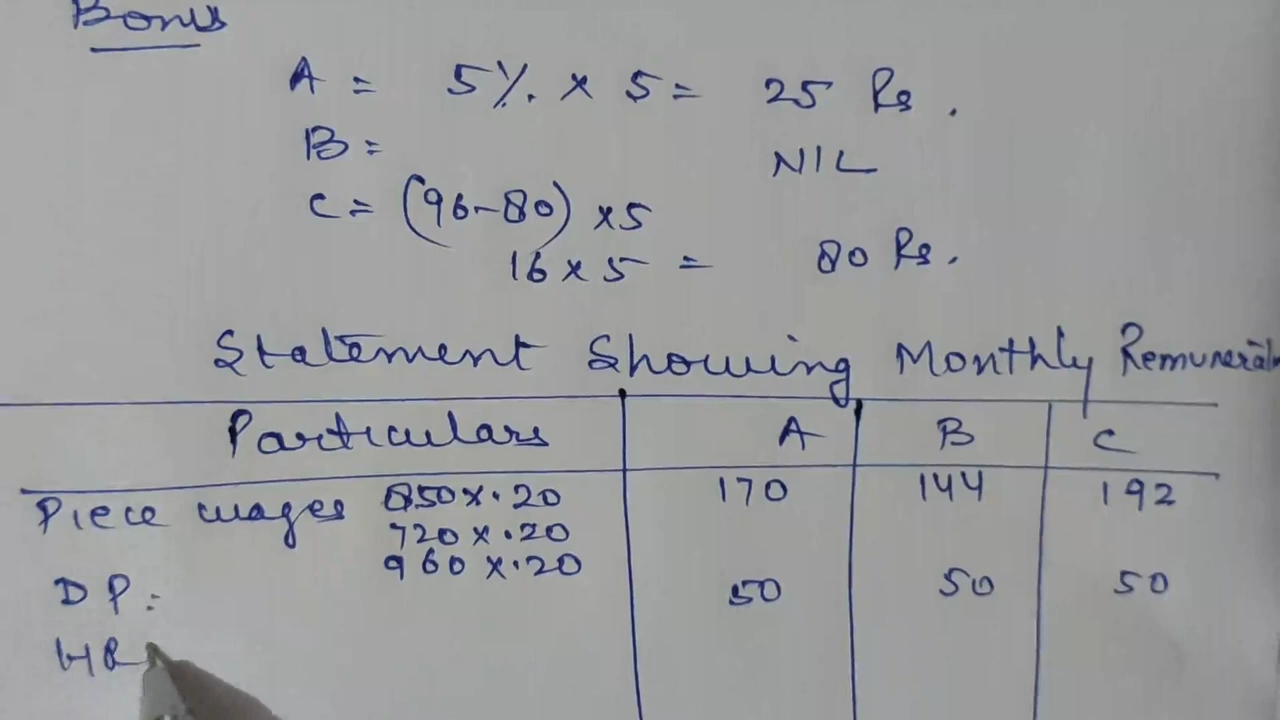 Bonus
A = 5%. × 5 = 25 Rs.
B = NIL
C = (96-80) ×5
16 × 5 = 80 Rs.
Statement Showing Monthly
Particulars A B C
Piece wages 850×.20 170 144 192
720×.20
960×.20
DP: 50 50 50
HR